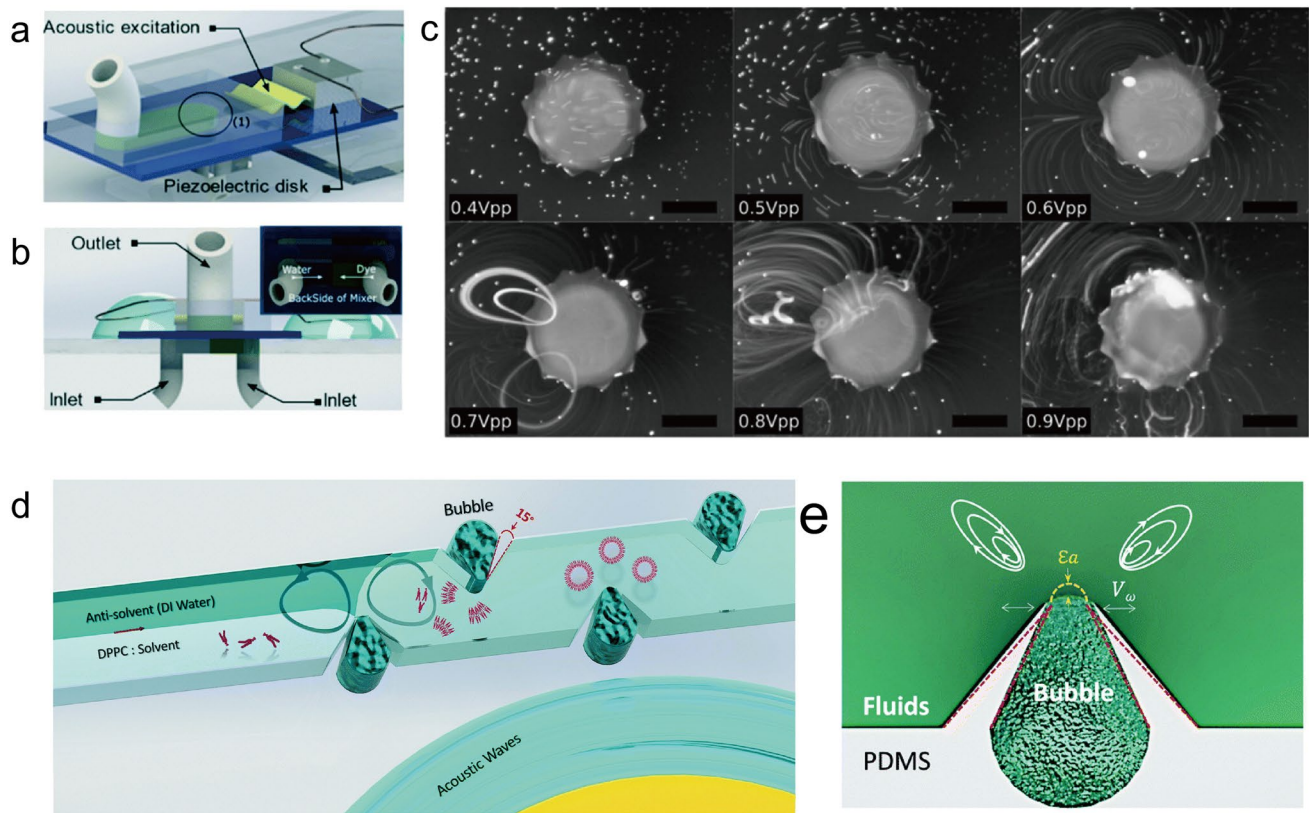 a
Acoustic excitation
(1)
Piezoelectric disk
b
Outlet
Water
Dye
BackSide of Mixer
Inlet
Inlet
c
0.4Vpp
0.5Vpp
0.6Vpp
0.7Vpp
0.8Vpp
0.9Vpp
d
Bubble
15°
Anti-solvent (DI Water)
DPPC : Solvent
Acoustic Waves
e
εa
Vω
Bubble
Fluids
PDMS